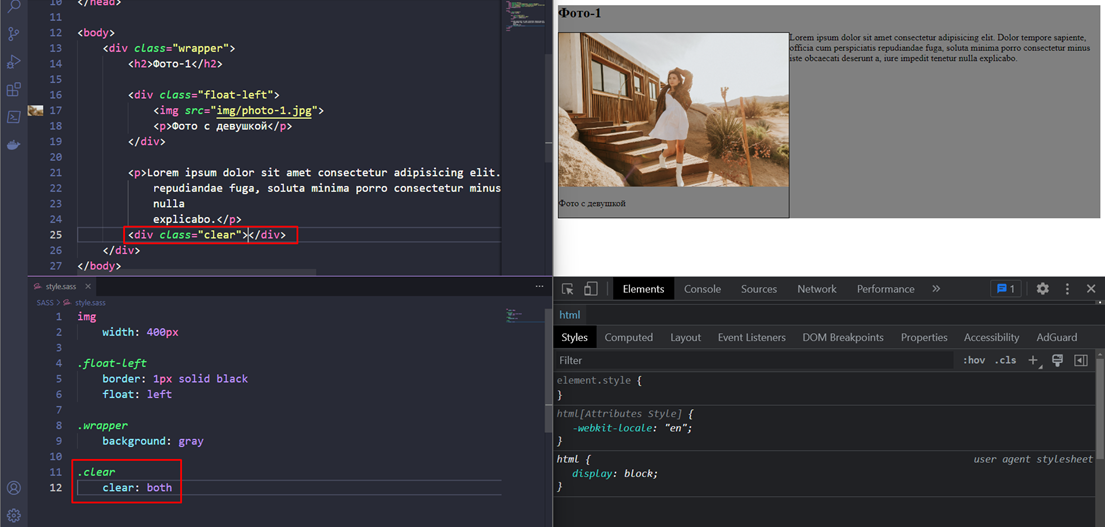 10 </head>
11
12 <body>
13 <div class="wrapper">
14 <h2>Фото-1</h2>
15
16 <div class="float-left">
17 <img src="img/photo-1.jpg">
18 <p>Фото с девушкой</p>
19 </div>
20
21 <p>Lorem ipsum dolor sit amet consectetur adipisicing elit.
22 repudiandae fuga, soluta minima porro consectetur minus
23 nulla
24 explicabo.</p>
25 <div class="clear"></div>
26 </div>
27 </body>
style.sass
SASS > style.sass
1 img
2 width: 400px
3
4 .float-left
5 border: 1px solid black
6 float: left
7
8 .wrapper
9 background: gray
10
11 .clear
12 clear: both
Фото-1
Lorem ipsum dolor sit amet consectetur adipisicing elit. Dolor tempore sapiente,
officia cum perspiciatis repudiandae fuga, soluta minima porro consectetur minus
iste obcaecati deserunt a, iure impedit tenetur nulla explicabo.
Фото с девушкой
Elements Console Sources Network Performance » 1
html
Styles Computed Layout Event Listeners DOM Breakpoints Properties Accessibility AdGuard
Filter :hov .cls +
element.style {
}
html[Attributes Style] {
-webkit-locale: "en";
}
html { user agent stylesheet
display: block;
}